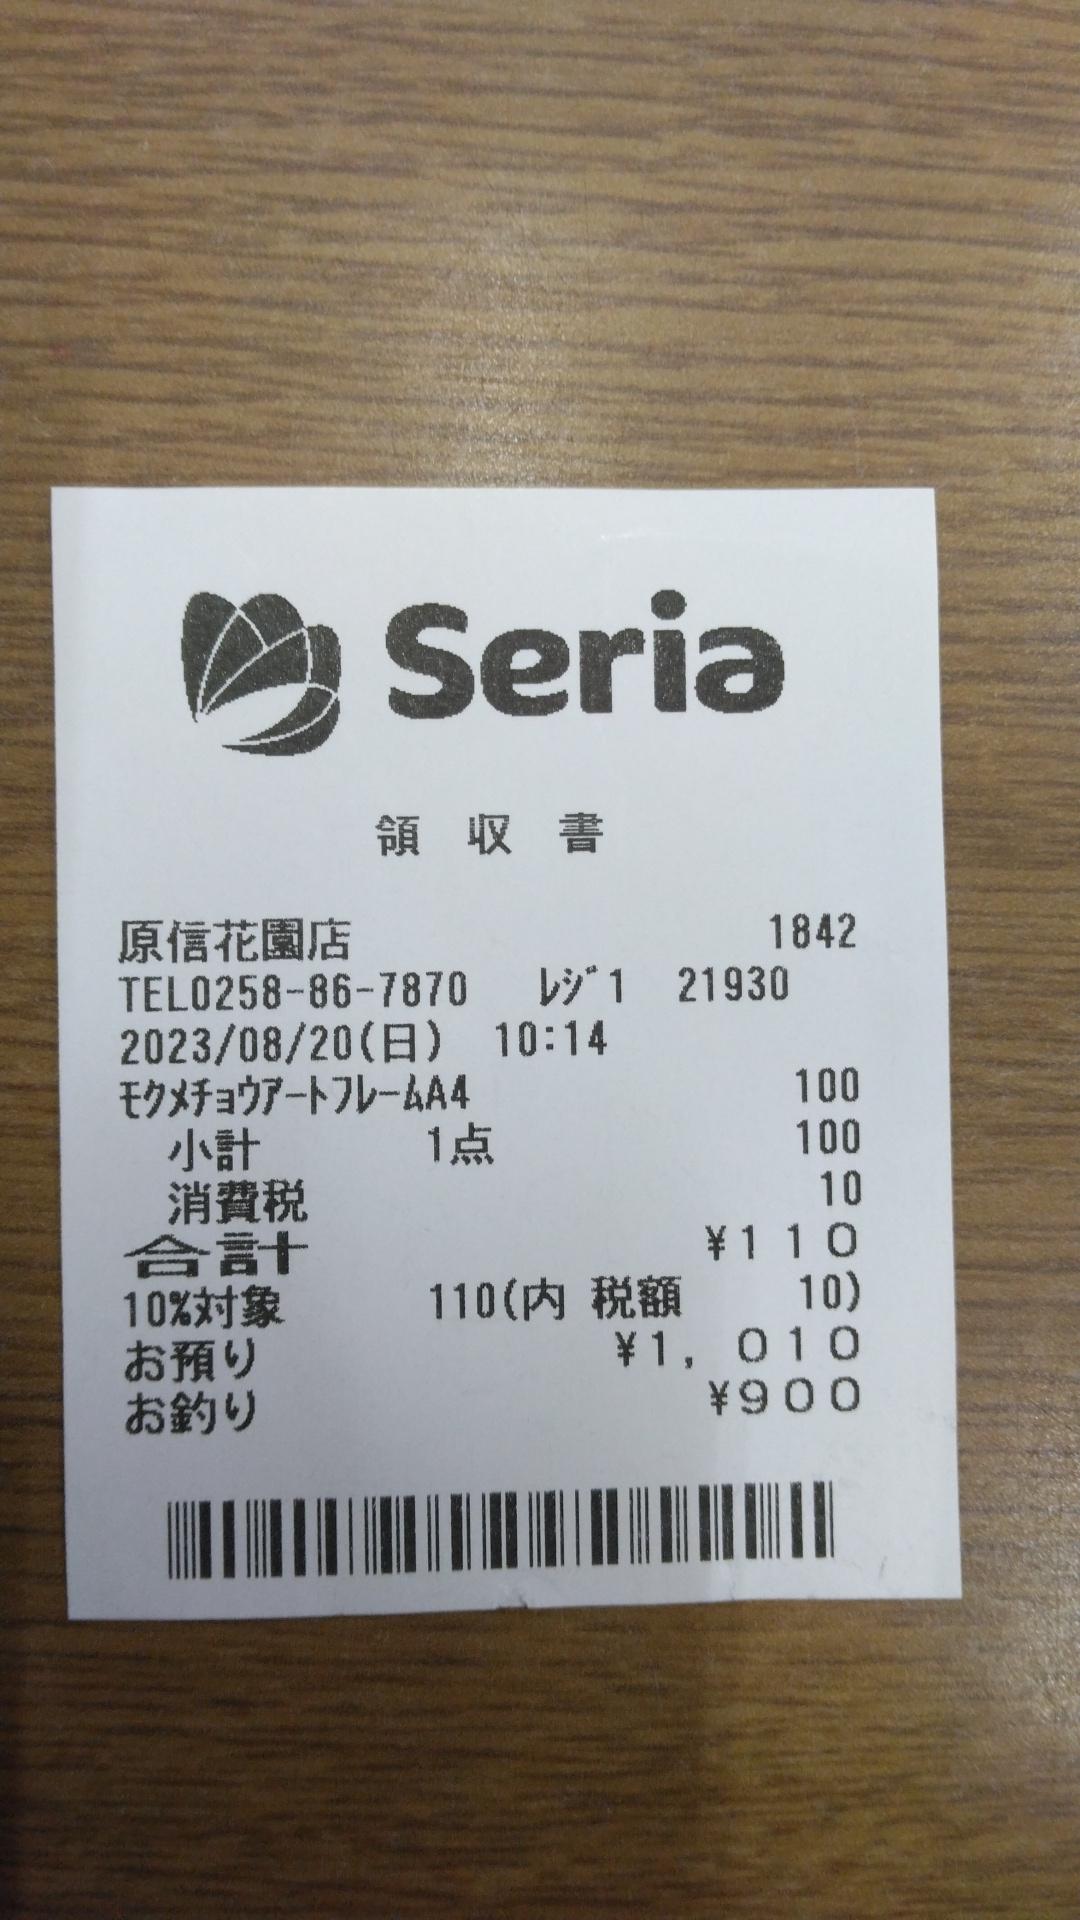 Seria
領 収 書
原信花園店 1842
TEL0258-86-7870 ﾚｼﾞ1 21930
2023/08/20(日) 10:14
ﾓｸﾒﾁｮｳｱｰﾄﾌﾚｰﾑA4 100
小計 1点 100
消費税 10
合計 ¥110
10%対象 110(内 税額 10)
お預り ¥1,010
お釣り ¥900